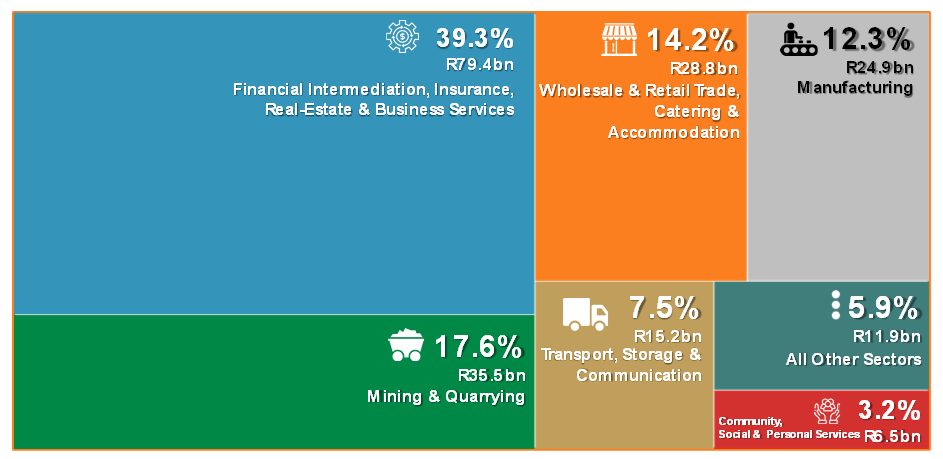 39.3%
R79.4bn
Financial Intermediation, Insurance,
Real-Estate & Business Services
14.2%
R28.8bn
Wholesale & Retail Trade,
Catering &
Accommodation
12.3%
R24.9bn
Manufacturing
17.6%
R35.5bn
Mining & Quarrying
7.5%
R15.2bn
Transport, Storage &
Communication
5.9%
R11.9bn
All Other Sectors
3.2%
Community,
Social & Personal Services R6.5bn